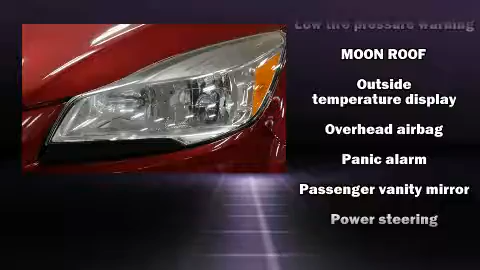 Low tire pressure warning
MOON ROOF
Outside
temperature display
Overhead airbag
Panic alarm
Passenger vanity mirror
Power steering